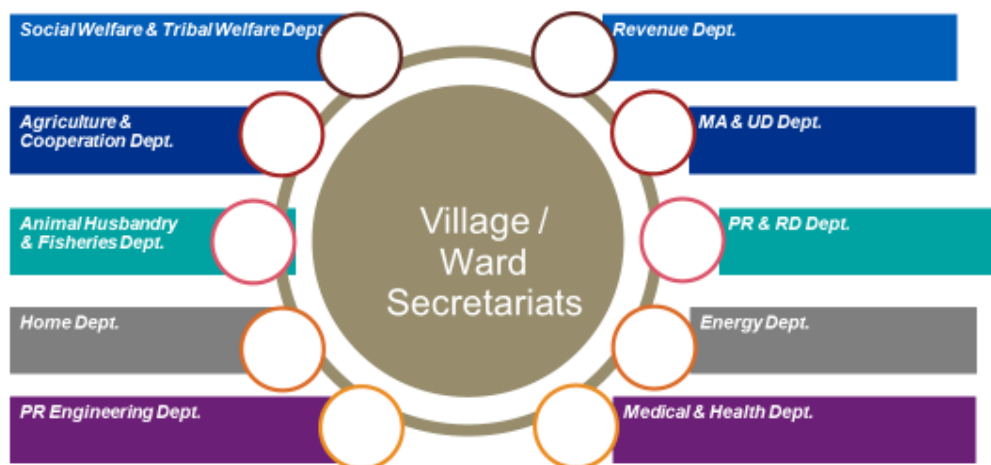 Social Welfare & Tribal Welfare Dept
Agriculture &
Cooperation Dept.
Animal Husbandry
& Fisheries Dept.
Home Dept.
PR Engineering Dept.
Village /
Ward
Secretariats
Revenue Dept.
MA & UD Dept.
PR & RD Dept.
Energy Dept.
Medical & Health Dept.